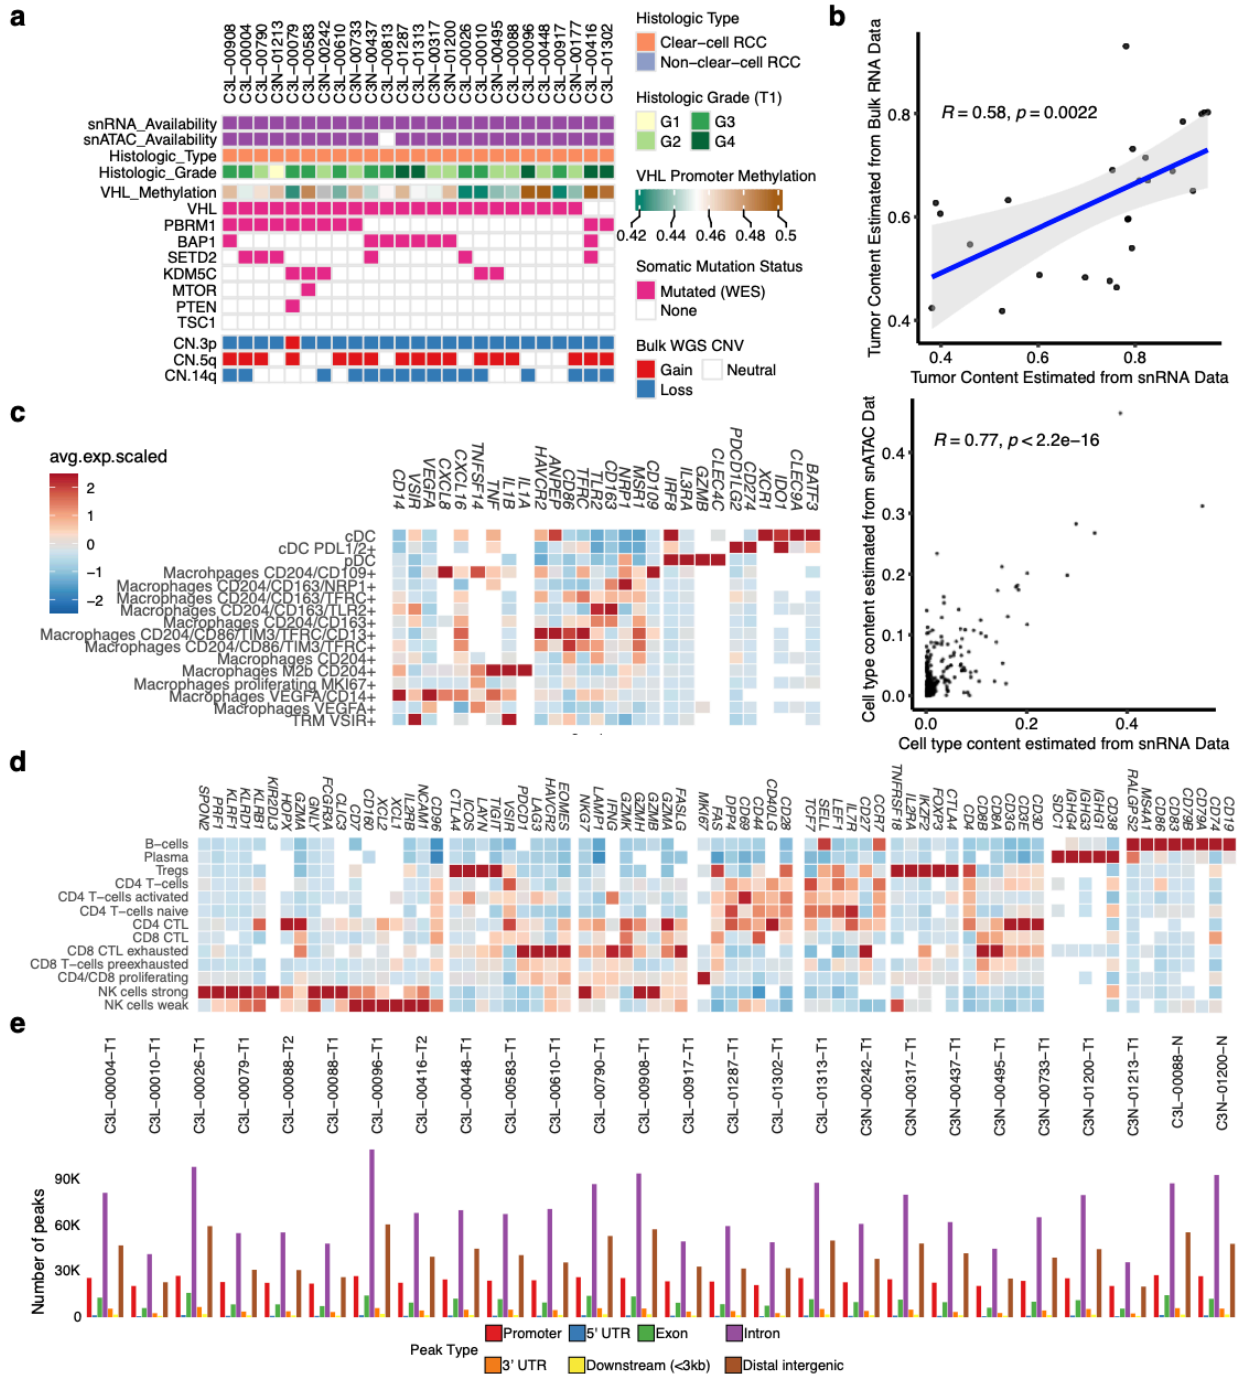 a
C3L-00908
C3L-00004
C3L-00790
C3N-01213
C3L-00079
C3L-00583
C3N-00242
C3L-00610
C3N-00733
C3N-00437
C3L-00813
C3L-01287
C3L-01313
C3N-00317
C3N-01200
C3L-00026
C3L-00010
C3N-00495
C3L-00088
C3L-00096
C3L-00448
C3L-00917
C3N-00177
C3L-00416
C3L-01302
snRNA_Availability
snATAC_Availability
Histologic_Type
Histologic_Grade
VHL_Methylation
VHL
PBRM1
BAP1
SETD2
KDM5C
MTOR
PTEN
TSC1
CN.3p
CN.5q
CN.14q
Histologic Type
Clear-cell RCC
Non-clear-cell RCC
Histologic Grade (T1)
G1 G3
G2 G4
VHL Promoter Methylation
0.42 0.44 0.46 0.48 0.5
Somatic Mutation Status
Mutated (WES)
None
Bulk WGS CNV
Gain Neutral
Loss
b
Tumor Content Estimated from Bulk RNA Data
R = 0.58, p = 0.0022
0.8
0.6
0.4
0.4 0.6 0.8
Tumor Content Estimated from snRNA Data
Cell type content estimated from snATAC Dat
R = 0.77, p < 2.2e-16
0.4
0.3
0.2
0.1
0.0
0.0 0.2 0.4
Cell type content estimated from snRNA Data
c
avg.exp.scaled
2
1
0
-1
-2
CD14
VSIR
VEGFA
CXCL8
CXCL16
TNFSF14
TNF
IL1B
IL1A
HAVCR2
ANPEP
CD86
TFRC
TLR2
CD163
NRP1
MSR1
CD109
IRF8
IL3RA
GZMB
CLEC4C
PDCD1LG2
CD274
XCR1
IDO1
CLEC9A
BATF3
cDC
cDC PDL1/2+
pDC
Macrohpages CD204/CD109+
Macrophages CD204/CD163/NRP1+
Macrophages CD204/CD163/TFRC+
Macrophages CD204/CD163/TLR2+
Macrophages CD204/CD163+
Macrophages CD204/CD86/TIM3/TFRC/CD13+
Macrophages CD204/CD86/TIM3/TFRC+
Macrophages CD204+
Macrophages M2b CD204+
Macrophages proliferating MKI67+
Macrophages VEGFA/CD14+
Macrophages VEGFA+
TRM VSIR+
d
SPON2
PRF1
KLRF1
KLRD1
KLRB1
KIR2DL3
HOPX
GZMA
GNLY
FCGR3A
CLIC3
CD7
CD160
XCL2
XCL1
IL2RB
NCAM1
CD96
CTLA4
ICOS
LAYN
TIGIT
VSIR
PDCD1
LAG3
HAVCR2
EOMES
NKG7
LAMP1
IFNG
GZMK
GZMH
GZMB
GZMA
FASLG
MKI67
FAS
DPP4
CD69
CD44
CD40LG
CD28
TCF7
SELL
LEF1
IL7R
CD27
CCR7
TNFRSF18
IL2RA
IKZF2
FOXP3
CTLA4
CD4
CD8B
CD8A
CD3G
CD3E
CD3D
SDC1
IGHG4
IGHG3
IGHG1
CD38
RALGPS2
MS4A1
CD86
CD83
CD79B
CD79A
CD74
CD19
B-cells
Plasma
Tregs
CD4 T-cells
CD4 T-cells activated
CD4 T-cells naive
CD4 CTL
CD8 CTL
CD8 CTL exhausted
CD8 T-cells preexhausted
CD4/CD8 proliferating
NK cells strong
NK cells weak
e
C3L-00004-T1
C3L-00010-T1
C3L-00026-T1
C3L-00079-T1
C3L-00088-T2
C3L-00088-T1
C3L-00096-T1
C3L-00416-T2
C3L-00448-T1
C3L-00583-T1
C3L-00610-T1
C3L-00790-T1
C3L-00908-T1
C3L-00917-T1
C3L-01287-T1
C3L-01302-T1
C3L-01313-T1
C3N-00242-T1
C3N-00317-T1
C3N-00437-T1
C3N-00495-T1
C3N-00733-T1
C3N-01200-T1
C3N-01213-T1
C3L-00088-N
C3N-01200-N
Number of peaks
90K
60K
30K
0
Peak Type
Promoter 5' UTR Exon Intron
3' UTR Downstream (<3kb) Distal intergenic